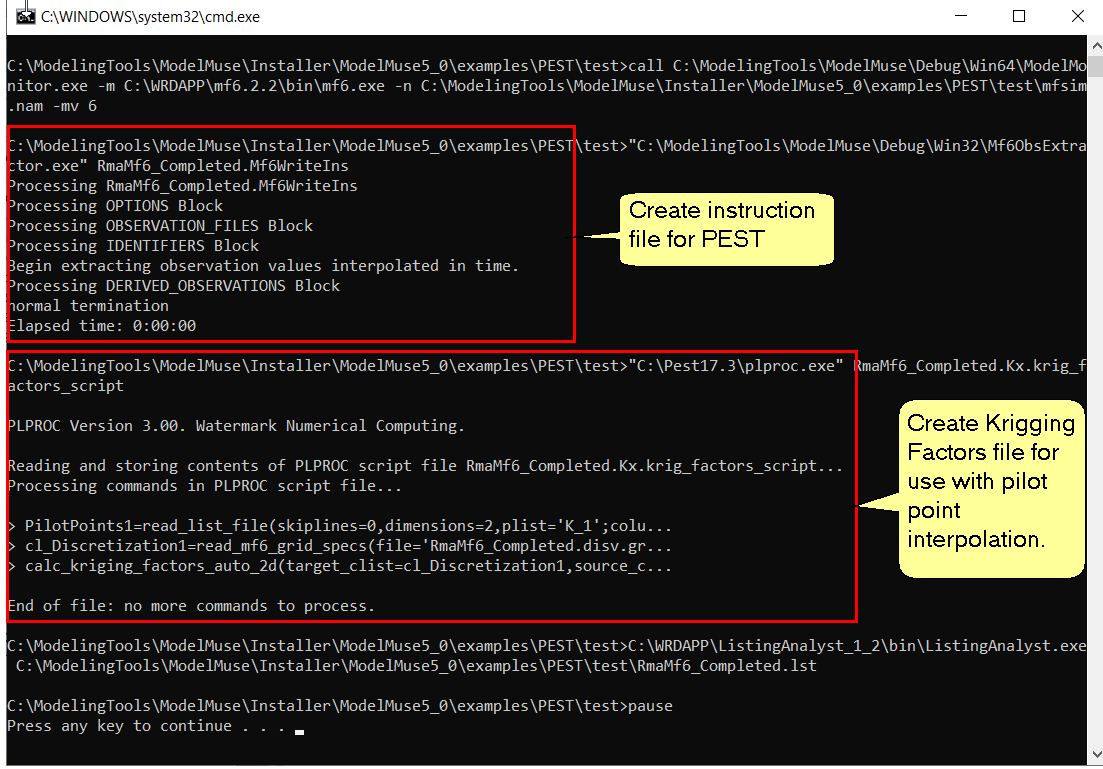 C:\WINDOWS\system32\cmd.exe
C:\ModelingTools\ModelMuse\Installer\ModelMuse5_0\examples\PEST\test>call C:\ModelingTools\ModelMuse\Debug\Win64\ModelMo
nitor.exe -m C:\WRDAPP\mf6.2.2\bin\mf6.exe -n C:\ModelingTools\ModelMuse\Installer\ModelMuse5_0\examples\PEST\test\mfsim
.nam -mv 6
C:\ModelingTools\ModelMuse\Installer\ModelMuse5_0\examples\PEST\test>"C:\ModelingTools\ModelMuse\Debug\Win32\Mf6ObsExtra
ctor.exe" RmaMf6_Completed.Mf6WriteIns
Processing RmaMf6_Completed.Mf6WriteIns
Processing OPTIONS Block
Processing OBSERVATION_FILES Block
Processing IDENTIFIERS Block
Begin extracting observation values interpolated in time.
Processing DERIVED_OBSERVATIONS Block
normal termination
Elapsed time: 0:00:00
Create instruction
file for PEST
C:\ModelingTools\ModelMuse\Installer\ModelMuse5_0\examples\PEST\test>"C:\Pest17.3\plproc.exe" RmaMf6_Completed.Kx.krig_f
actors_script
PLPROC Version 3.00. Watermark Numerical Computing.
Reading and storing contents of PLPROC script file RmaMf6_Completed.Kx.krig_factors_script...
Processing commands in PLPROC script file...
> PilotPoints1=read_list_file(skiplines=0,dimensions=2,plist='K_1';colu...
> cl_Discretization1=read_mf6_grid_specs(file='RmaMf6_Completed.disv.gr...
> calc_kriging_factors_auto_2d(target_clist=cl_Discretization1,source_c...
End of file: no more commands to process.
Create Krigging
Factors file for
use with pilot
point
interpolation.
C:\ModelingTools\ModelMuse\Installer\ModelMuse5_0\examples\PEST\test>C:\WRDAPP\ListingAnalyst_1_2\bin\ListingAnalyst.exe
C:\ModelingTools\ModelMuse\Installer\ModelMuse5_0\examples\PEST\test\RmaMf6_Completed.lst
C:\ModelingTools\ModelMuse\Installer\ModelMuse5_0\examples\PEST\test>pause
Press any key to continue . . .